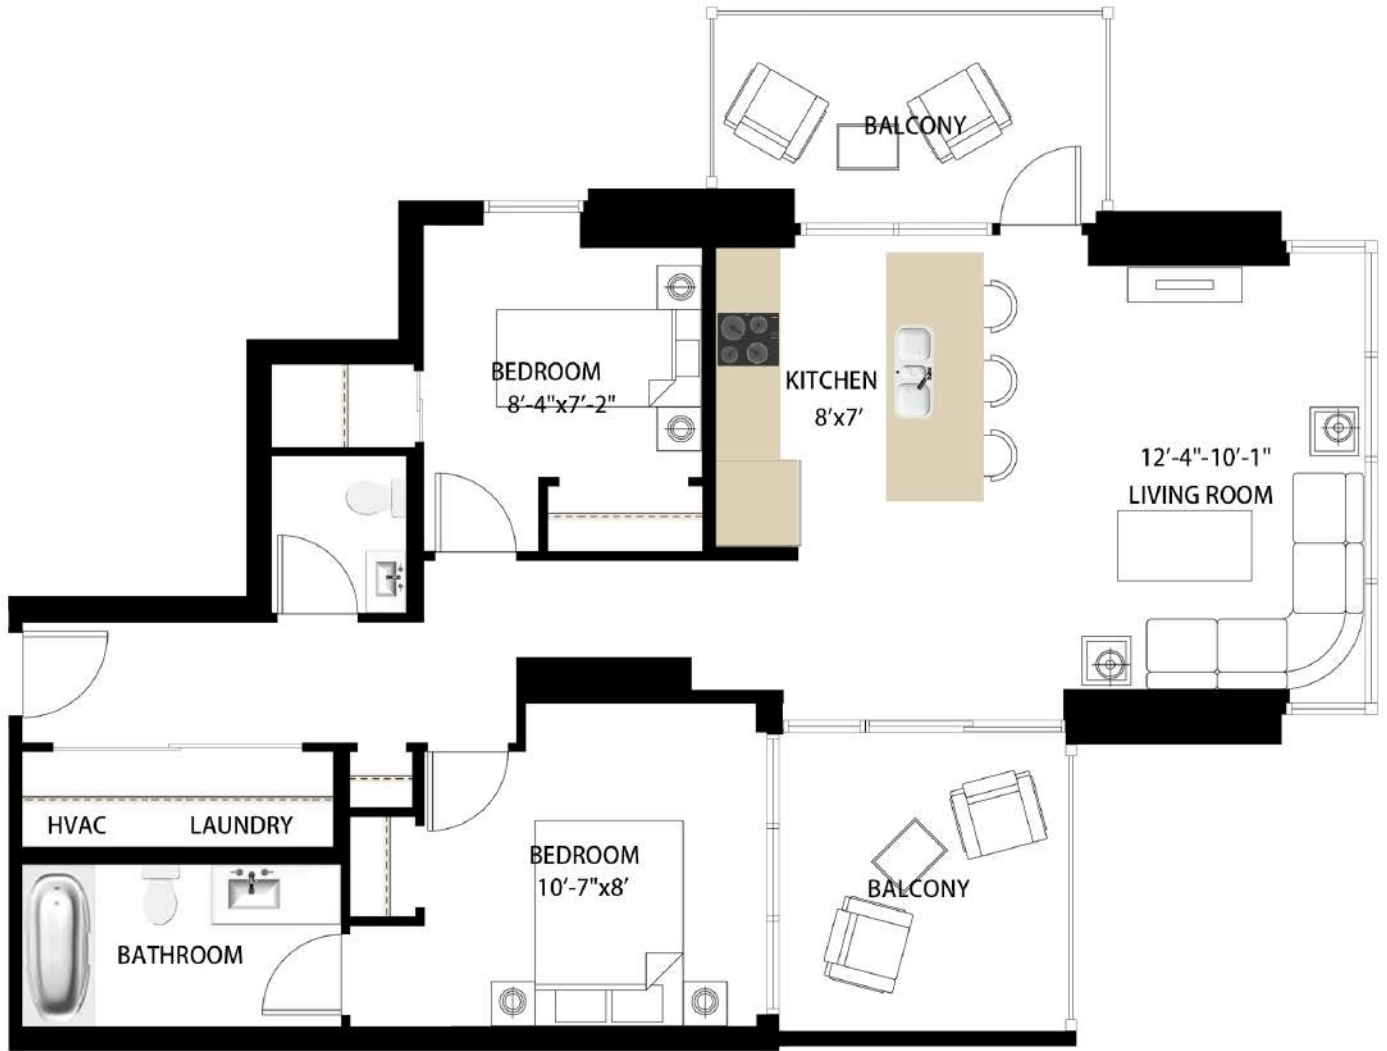 BALCONY
BEDROOM
8'-4"x7'-2"
KITCHEN
8'x7'
12'-4"-10'-1"
LIVING ROOM
HVAC
LAUNDRY
BEDROOM
10'-7"x8'
BALCONY
BATHROOM